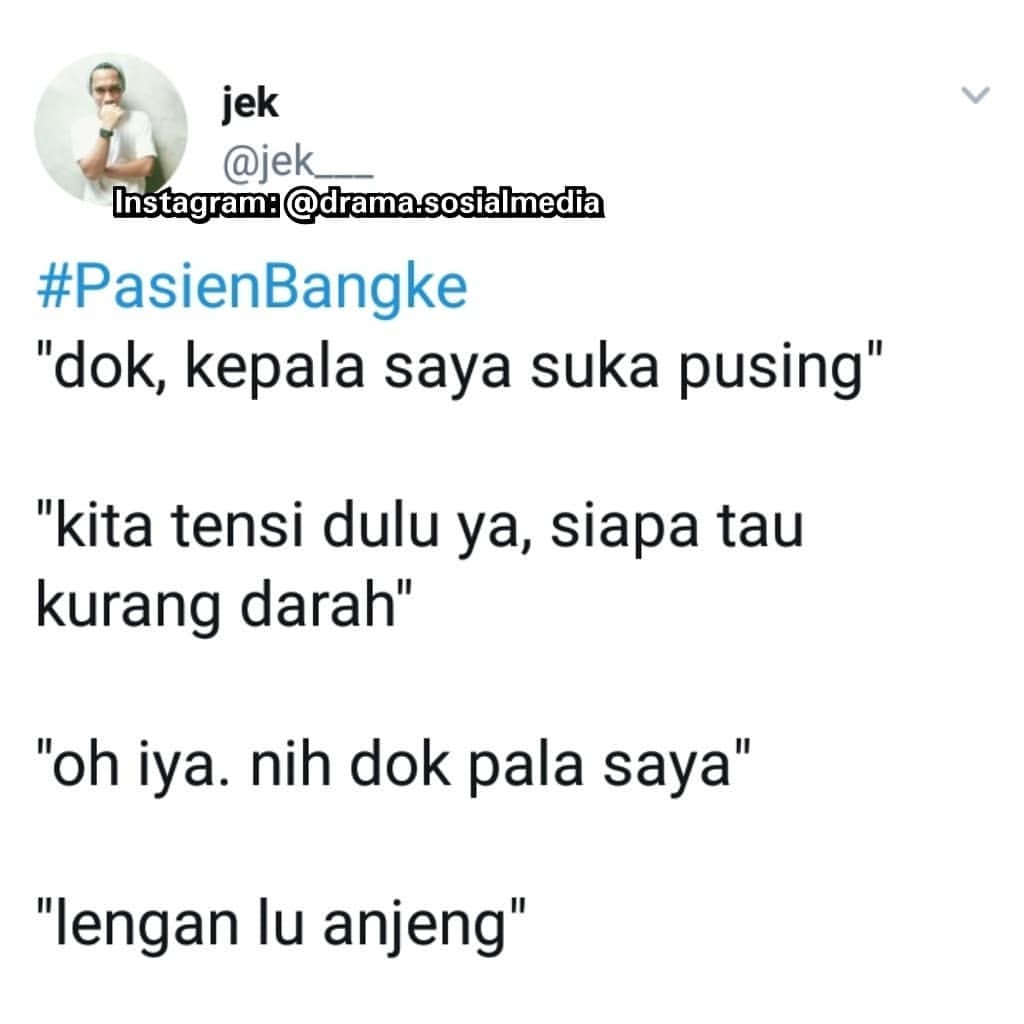 jek
@jek___
Instagram: @drama.sosialmedia
#PasienBangke
"dok, kepala saya suka pusing"
"kita tensi dulu ya, siapa tau
kurang darah"
"oh iya. nih dok pala saya"
"lengan lu anjeng"